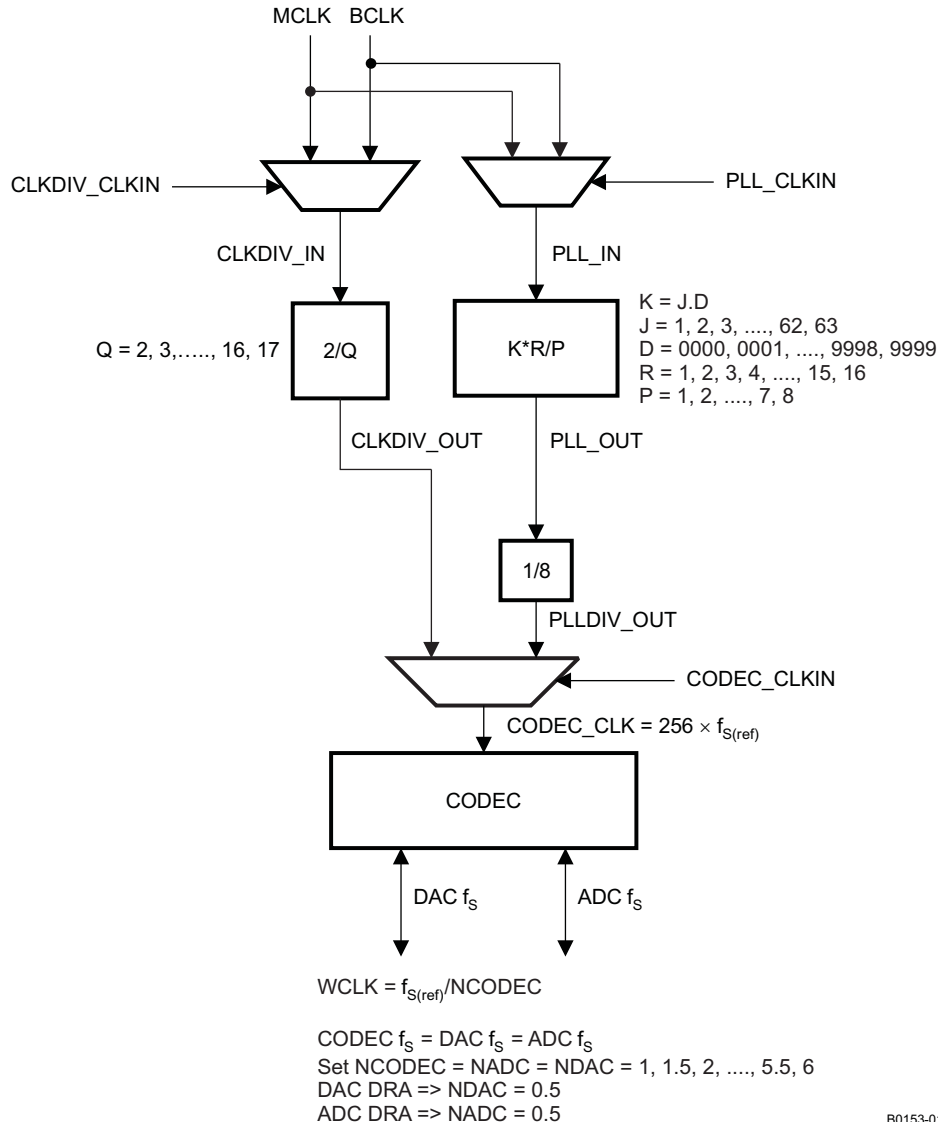 MCLK BCLK
CLKDIV_CLKIN
PLL_CLKIN
CLKDIV_IN
PLL_IN
Q = 2, 3,….., 16, 17
2/Q
K*R/P
K = J.D
J = 1, 2, 3, ...., 62, 63
D = 0000, 0001, ...., 9998, 9999
R = 1, 2, 3, 4, ...., 15, 16
P = 1, 2, ...., 7, 8
CLKDIV_OUT
PLL_OUT
1/8
PLLDIV_OUT
CODEC_CLKIN
CODEC_CLK = 256 × fS(ref)
CODEC
DAC fS
ADC fS
WCLK = fS(ref)/NCODEC
CODEC fS = DAC fS = ADC fS
Set NCODEC = NADC = NDAC = 1, 1.5, 2, ...., 5.5, 6
DAC DRA => NDAC = 0.5
ADC DRA => NADC = 0.5